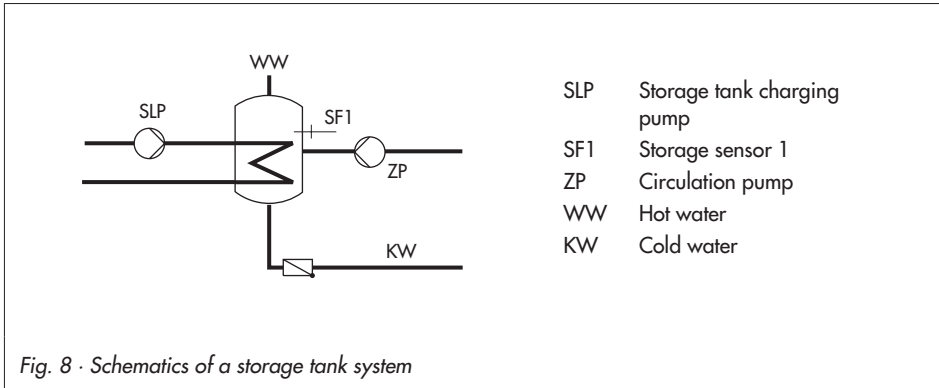 WW
SLP
SF1
ZP
KW
SLP Storage tank charging
pump
SF1 Storage sensor 1
ZP Circulation pump
WW Hot water
KW Cold water
Fig. 8 · Schematics of a storage tank system